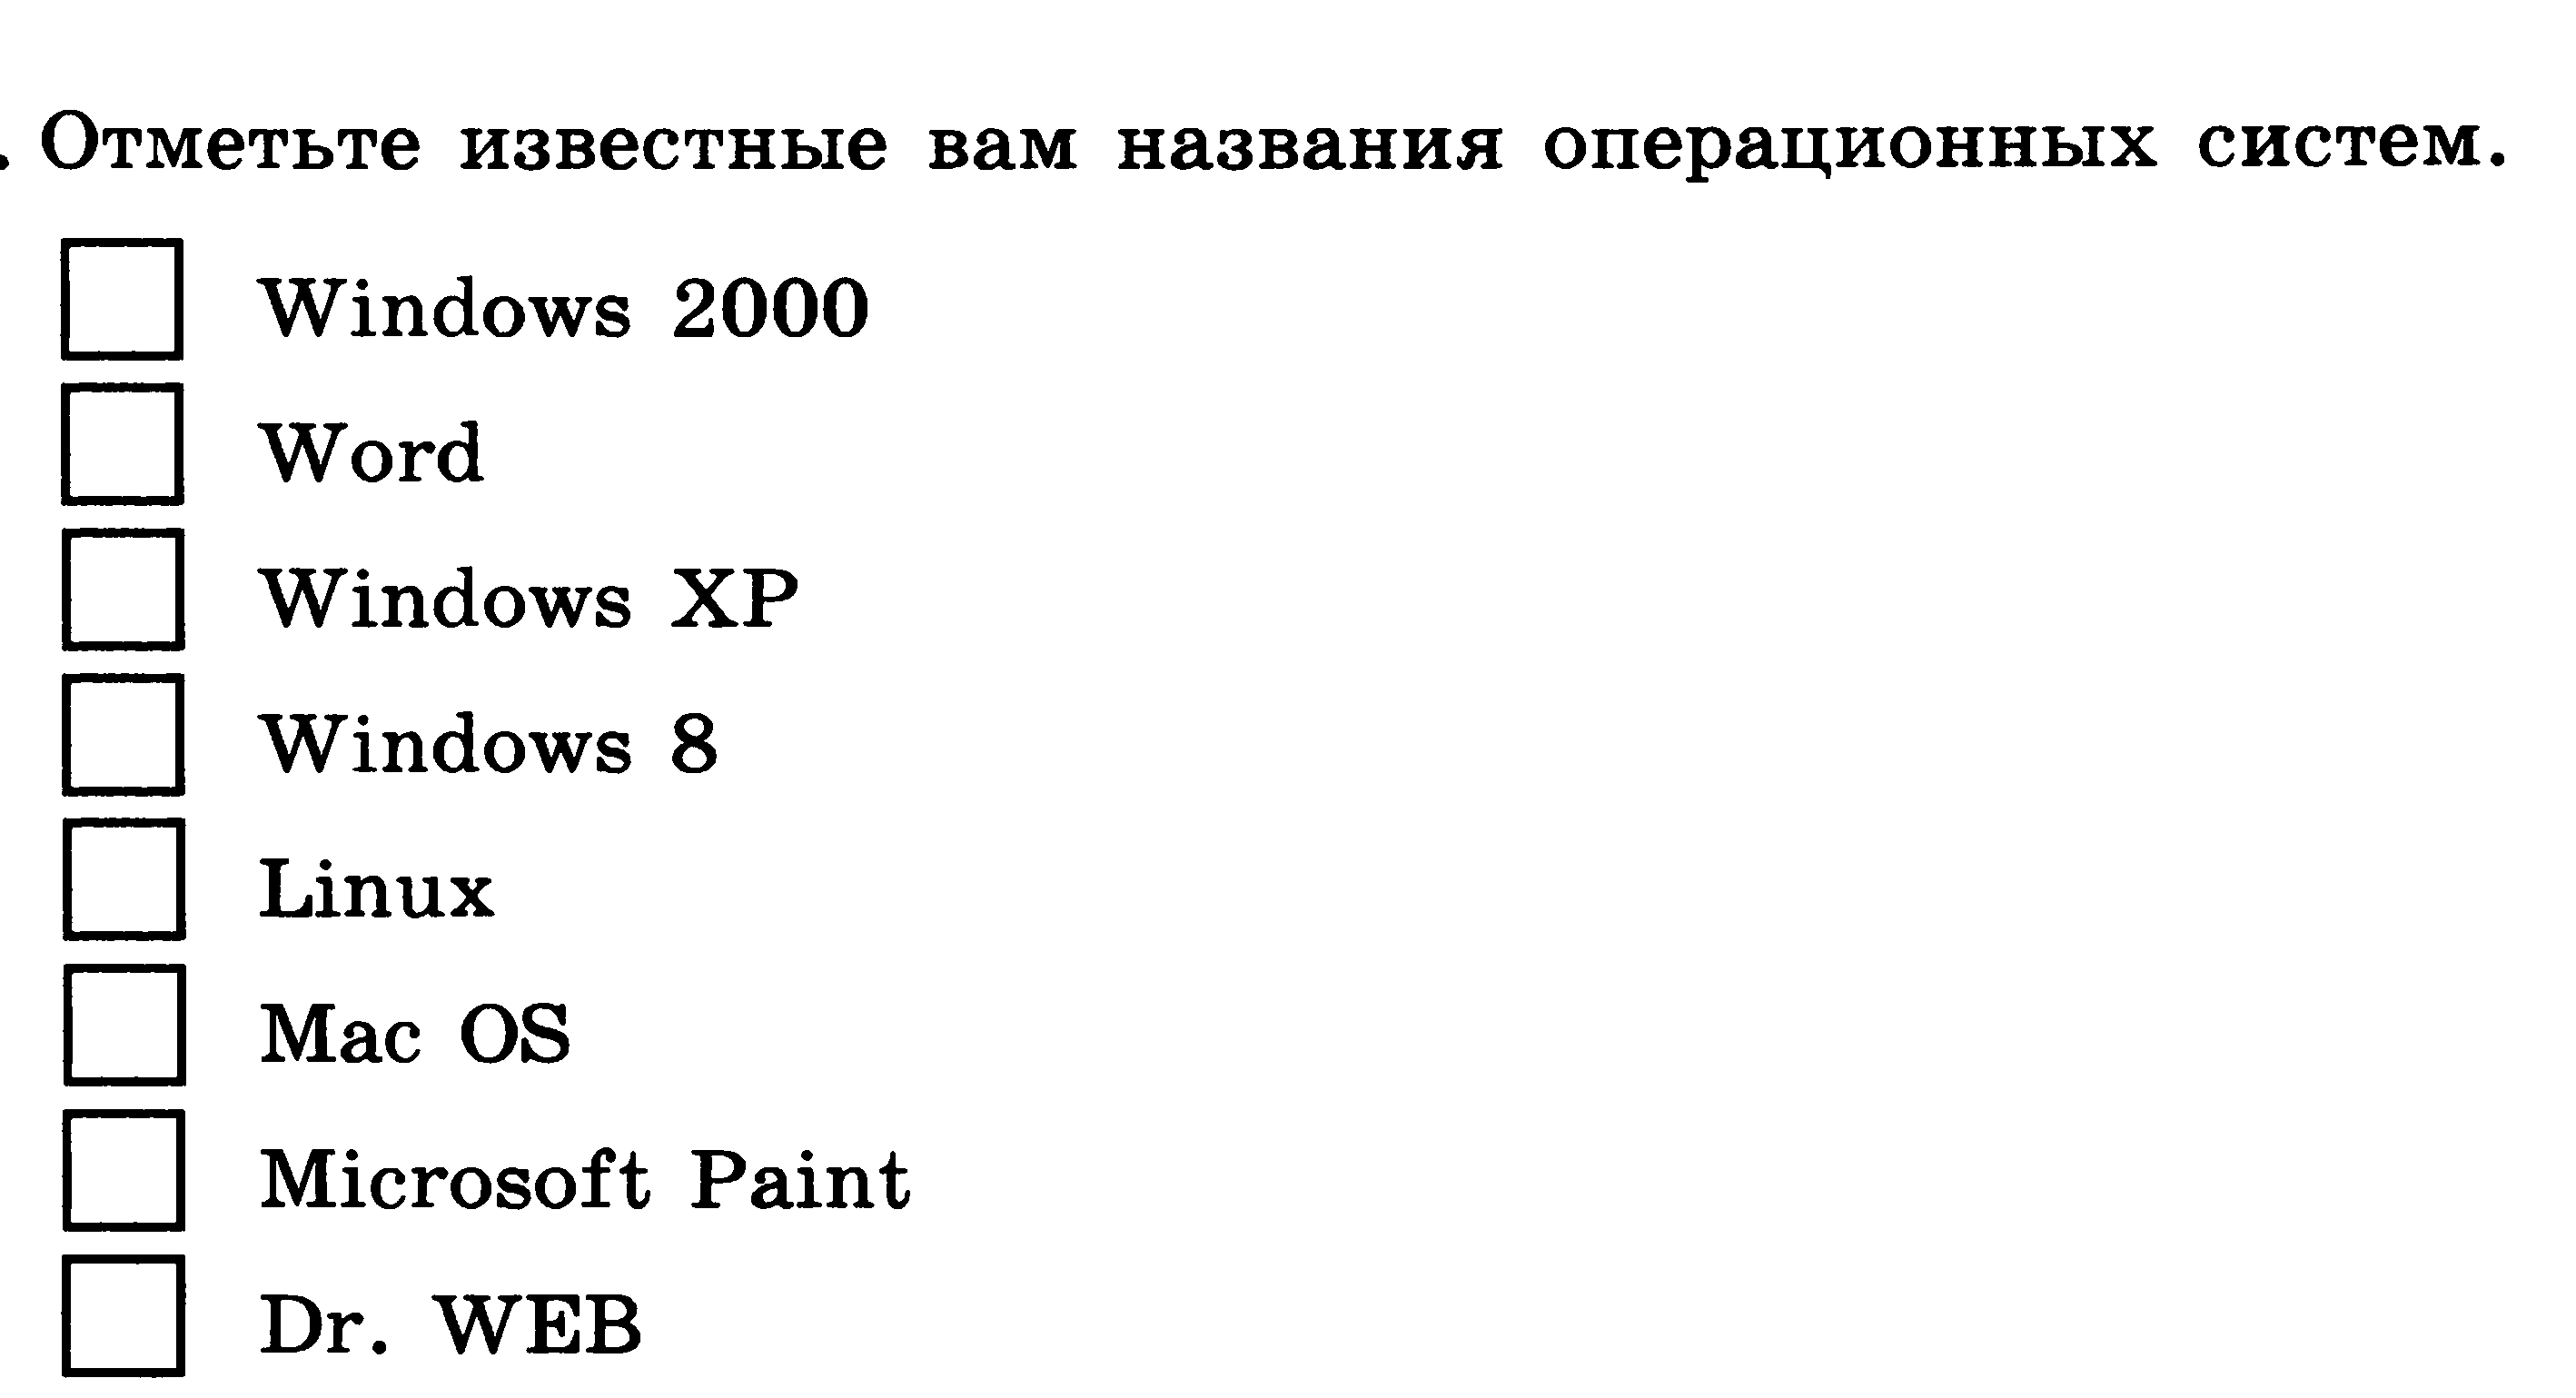 . Отметьте известные вам названия операционных систем.
Windows 2000
Word
Windows XP
Windows 8
Linux
Mac OS
Microsoft Paint
Dr. WEB